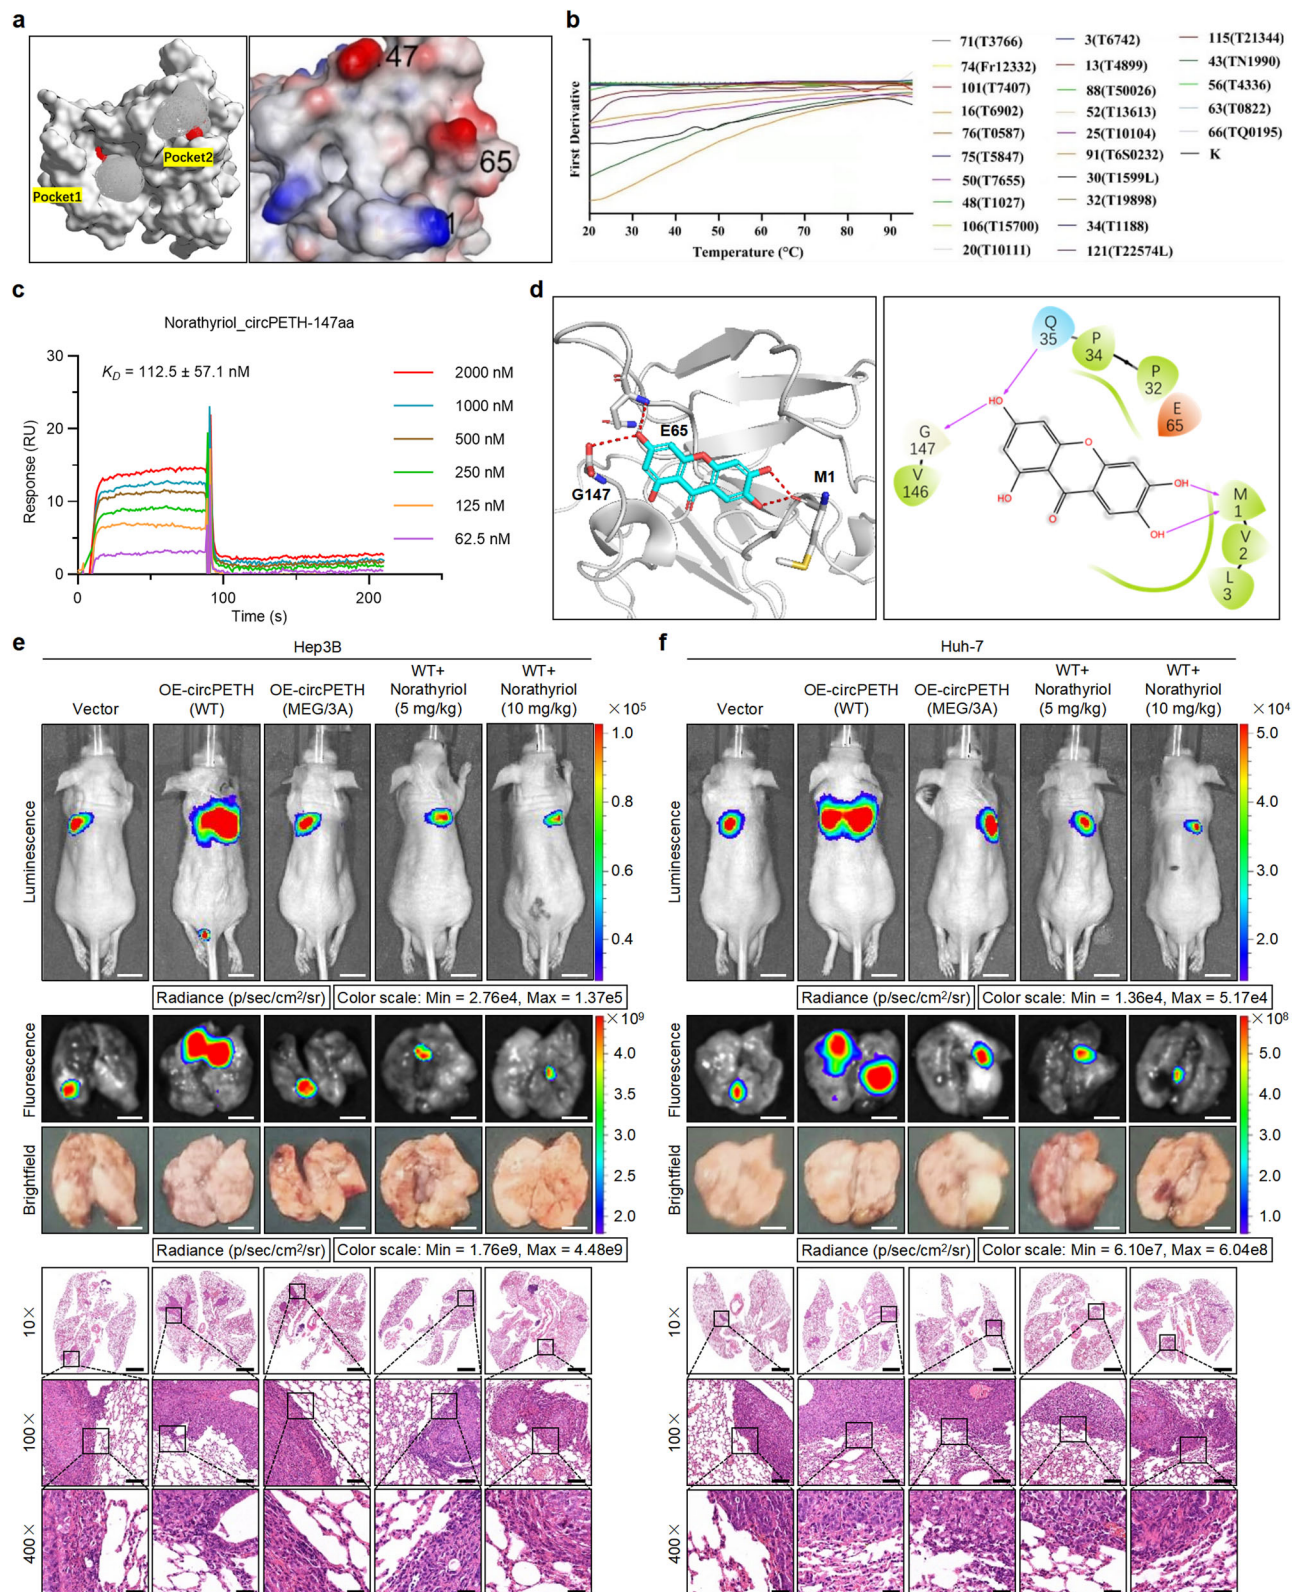 a
Pocket2
Pocket1
147
65
1
b
First Derivative
20 30 40 50 60 70 80 90
Temperature (°C)
71(T3766)
74(Fr12332)
101(T7407)
16(T6902)
76(T0587)
75(T5847)
50(T7655)
48(T1027)
106(T15700)
20(T10111)
3(T6742)
13(T4899)
88(T50026)
52(T13613)
25(T10104)
91(T6S0232)
30(T1599L)
32(T19898)
34(T1188)
121(T22574L)
115(T21344)
43(TN1990)
56(T4336)
63(T0822)
66(TQ0195)
K
c
Norathyriol_circPETH-147aa
K_D = 112.5 ± 57.1 nM
Response (RU)
30
20
10
0
0 100 200
Time (s)
2000 nM
1000 nM
500 nM
250 nM
125 nM
62.5 nM
d
E65
M1
G147
Q
35
P
34
P
32
E
65
G
147
V
146
HO
HO
O
O
OH
OH
M
1
V
2
L
3
e
Hep3B
Vector
OE-circPETH
(WT)
OE-circPETH
(MEG/3A)
WT+
Norathyriol
(5 mg/kg)
WT+
Norathyriol
(10 mg/kg)
×10⁵
1.0
0.8
0.6
0.4
Luminescence
Radiance (p/sec/cm²/sr)
Color scale: Min = 2.76e4, Max = 1.37e5
Fluorescence
×10⁹
4.0
3.5
3.0
2.5
2.0
Brightfield
Radiance (p/sec/cm²/sr)
Color scale: Min = 1.76e9, Max = 4.48e9
10×
100×
400×
f
Huh-7
Vector
OE-circPETH
(WT)
OE-circPETH
(MEG/3A)
WT+
Norathyriol
(5 mg/kg)
WT+
Norathyriol
(10 mg/kg)
×10⁴
5.0
4.0
3.0
2.0
Luminescence
Radiance (p/sec/cm²/sr)
Color scale: Min = 1.36e4, Max = 5.17e4
Fluorescence
×10⁸
5.0
4.0
3.0
2.0
1.0
Brightfield
Radiance (p/sec/cm²/sr)
Color scale: Min = 6.10e7, Max = 6.04e8
10×
100×
400×